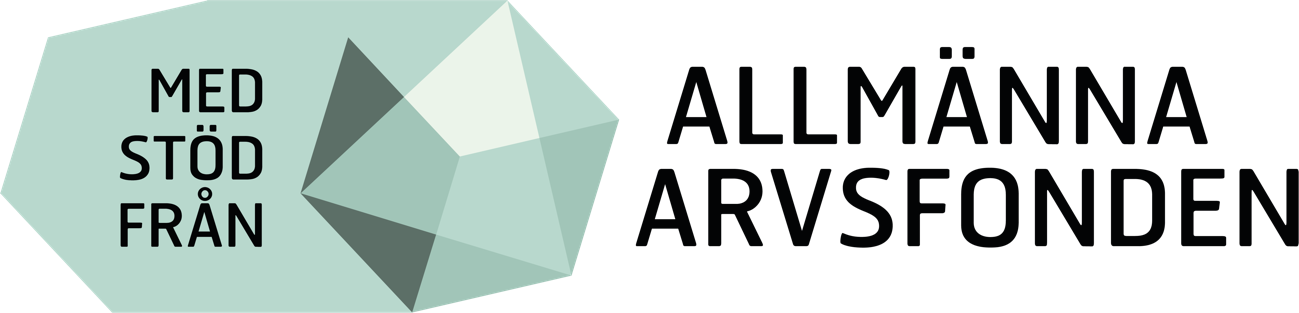 MED
STÖD
FRÅN
ALLMÄNNA
ARVSFONDEN